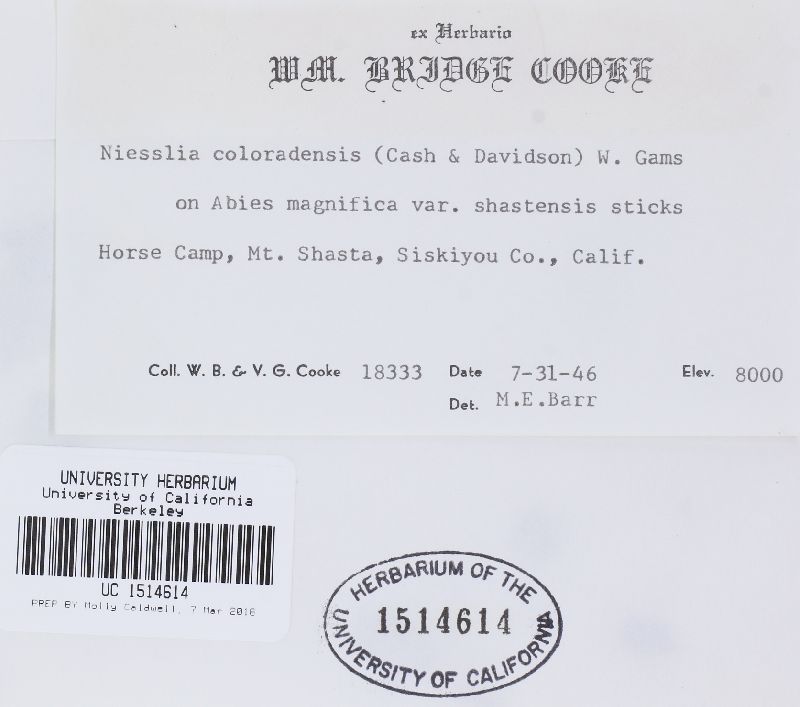 ex Herbario
WM. BRIDGE COOKE
Niesslia coloradensis (Cash & Davidson) W. Gams
on Abies magnifica var. shastensis sticks
Horse Camp, Mt. Shasta, Siskiyou Co., Calif.
Coll. W. B. & V. G. Cooke 18333 Date 7-31-46 Elev. 8000
Det. M.E.Barr
UNIVERSITY HERBARIUM
University of California
Berkeley
UC 1514614
PREP BY Molly Caldwell, 7 Mar 2016
HERBARIUM OF THE
1514614
UNIVERSITY OF CALIFORNIA